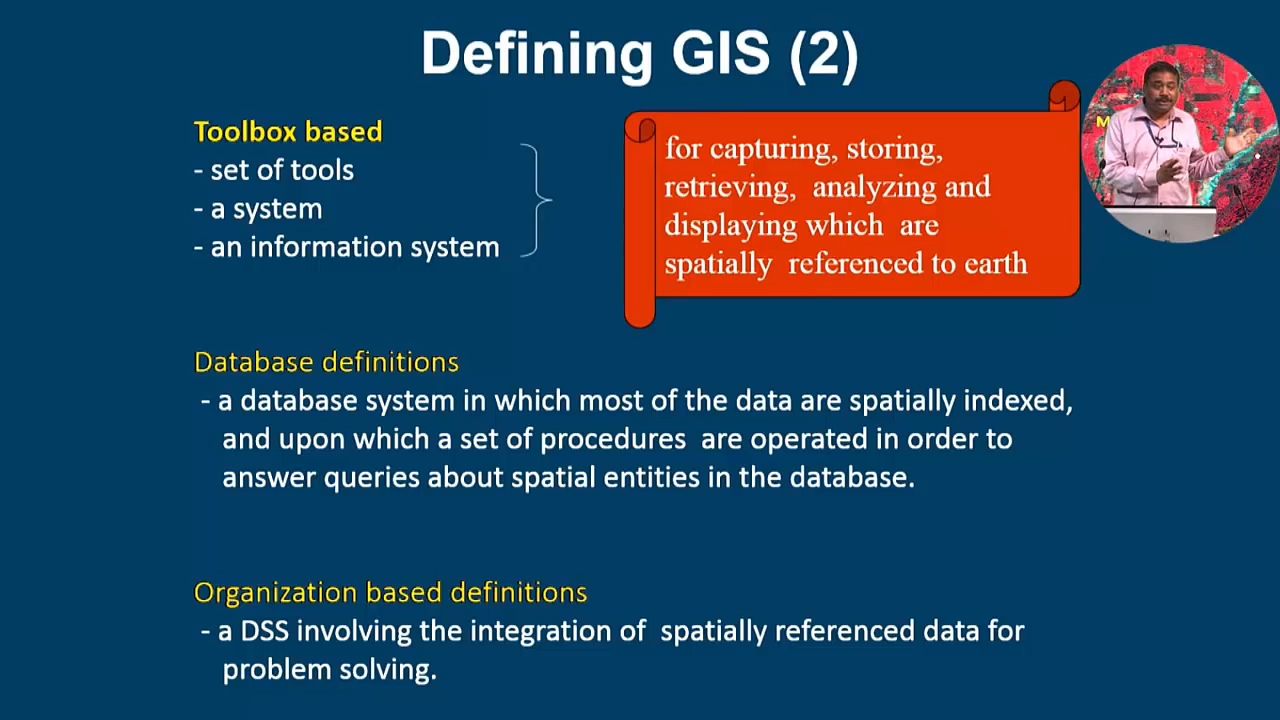 Defining GIS (2)
Toolbox based
- set of tools
- a system
- an information system
for capturing, storing,
retrieving, analyzing and
displaying which are
spatially referenced to earth
Database definitions
- a database system in which most of the data are spatially indexed,
and upon which a set of procedures are operated in order to
answer queries about spatial entities in the database.
Organization based definitions
- a DSS involving the integration of spatially referenced data for
problem solving.